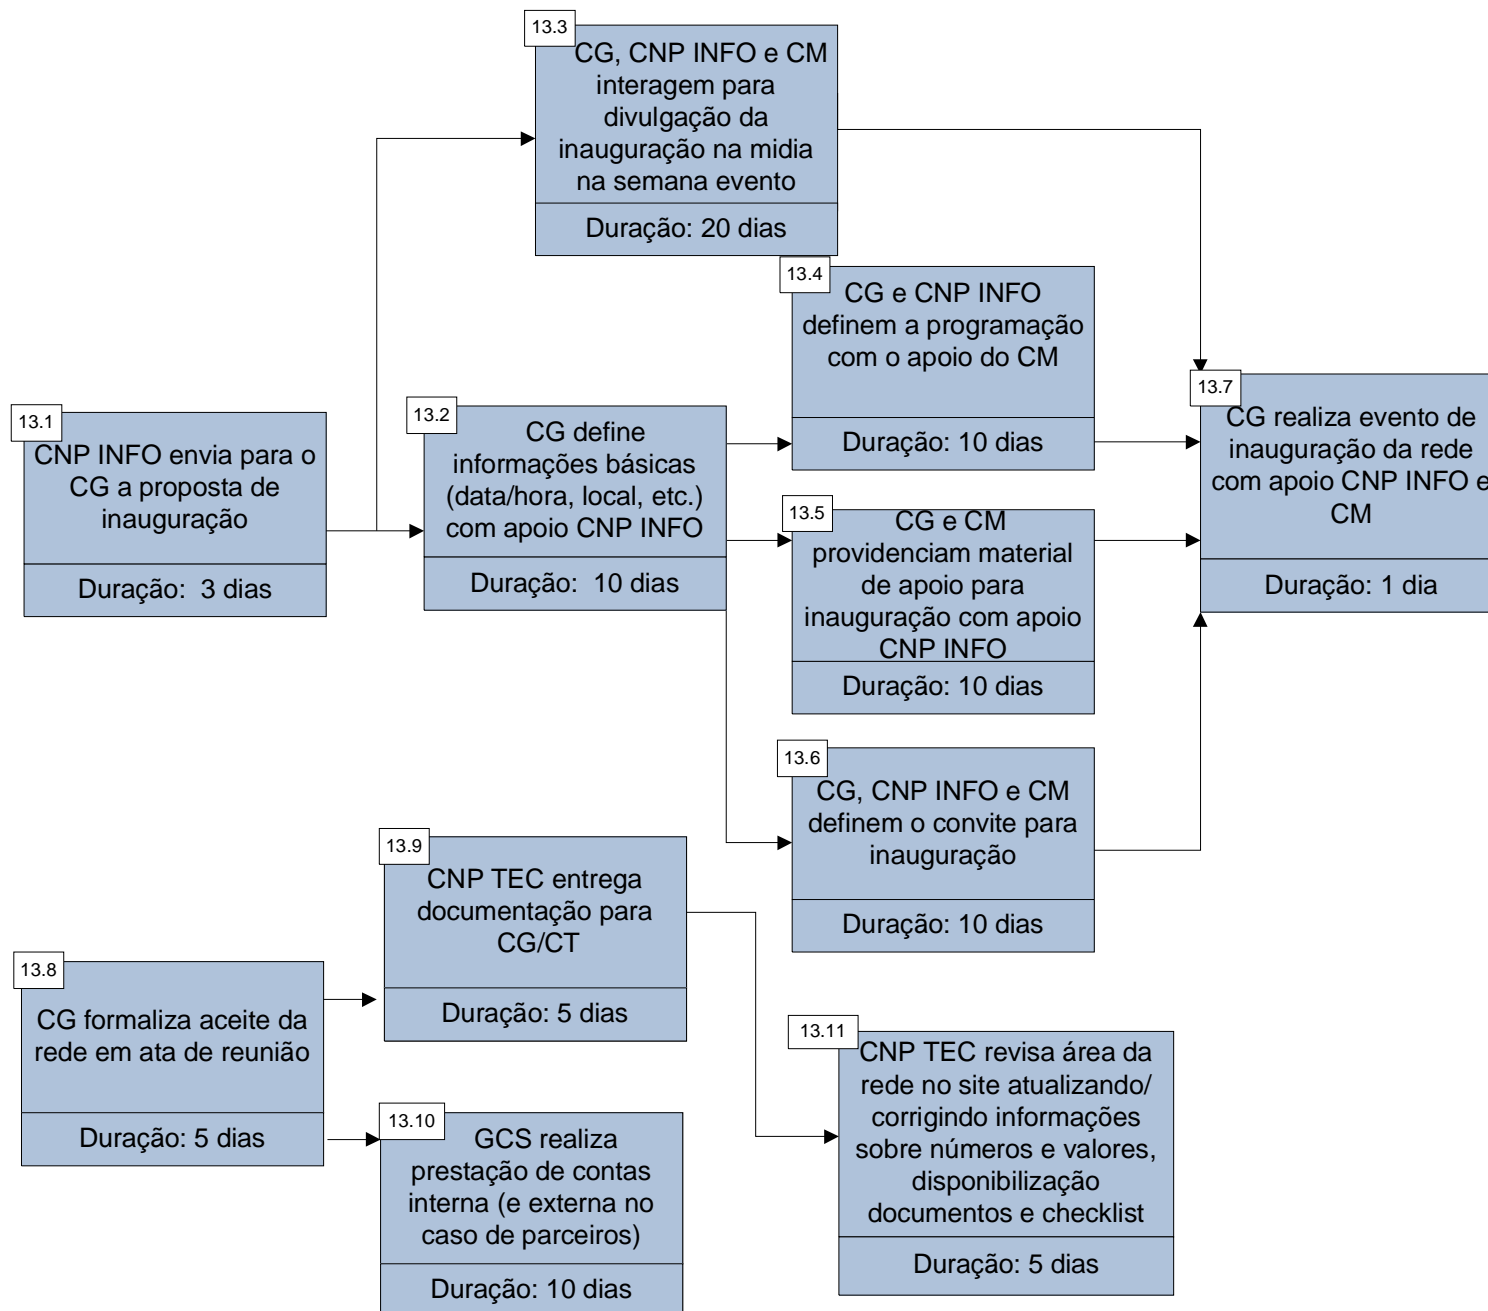 13.3
CG, CNP INFO e CM
interagem para
divulgação da
inauguração na midia
na semana evento
Duração: 20 dias
13.4
CG e CNP INFO
definem a programação
com o apoio do CM
Duração: 10 dias
13.1
CNP INFO envia para o
CG a proposta de
inauguração
Duração: 3 dias
13.2
CG define
informações básicas
(data/hora, local, etc.)
com apoio CNP INFO
Duração: 10 dias
13.5
CG e CM
providenciam material
de apoio para
inauguração com apoio
CNP INFO
Duração: 10 dias
13.7
CG realiza evento de
inauguração da rede
com apoio CNP INFO e
CM
Duração: 1 dia
13.6
CG, CNP INFO e CM
definem o convite para
inauguração
Duração: 10 dias
13.9
CNP TEC entrega
documentação para
CG/CT
Duração: 5 dias
13.8
CG formaliza aceite da
rede em ata de reunião
Duração: 5 dias
13.10
GCS realiza
prestação de contas
interna (e externa no
caso de parceiros)
Duração: 10 dias
13.11
CNP TEC revisa área da
rede no site atualizando/
corrigindo informações
sobre números e valores,
disponibilização
documentos e checklist
Duração: 5 dias